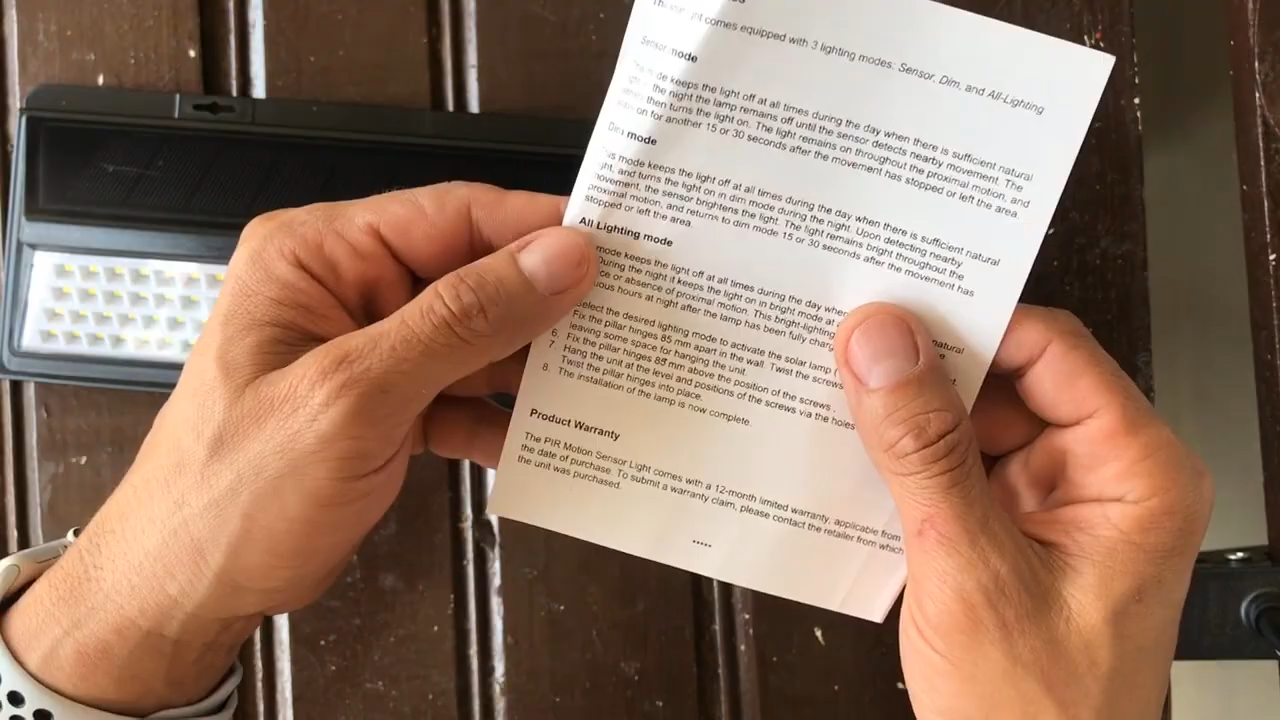 comes equipped with 3 lighting modes: Sensor, Dim, and All-Lighting
Sensor mode
keeps the light off at all times during the day when there is sufficient natural
the night the lamp remains off until the sensor detects nearby movement. The
then turns the light on. The light remains on throughout the proximal motion, and
on for another 15 or 30 seconds after the movement has stopped or left the area.
Dim mode
This mode keeps the light off at all times during the day when there is sufficient natural
light, and turns the light on in dim mode during the night. Upon detecting nearby
movement, the sensor brightens the light. The light remains bright throughout the
proximal motion, and returns to dim mode 15 or 30 seconds after the movement has
stopped or left the area.
All Lighting mode
mode keeps the light off at all times during the day when natural
During the night it keeps the light on in bright mode at
or absence of proximal motion. This bright-lighting
hours at night after the lamp has been fully
Select the desired lighting mode to activate the solar lamp (
6. Fix the pillar hinges 85 mm apart in the wall. Twist the screws
leaving some space for hanging the unit.
7. Fix the pillar hinges 85 mm above the position of the screws .
Hang the unit at the level and positions of the screws via the holes
Twist the pillar hinges into place.
8. The installation of the lamp is now complete.
Product Warranty
The PIR Motion Sensor Light comes with a 12-month limited warranty, applicable from
the date of purchase. To submit a warranty claim, please contact the retailer from which
the unit was purchased.
•••••